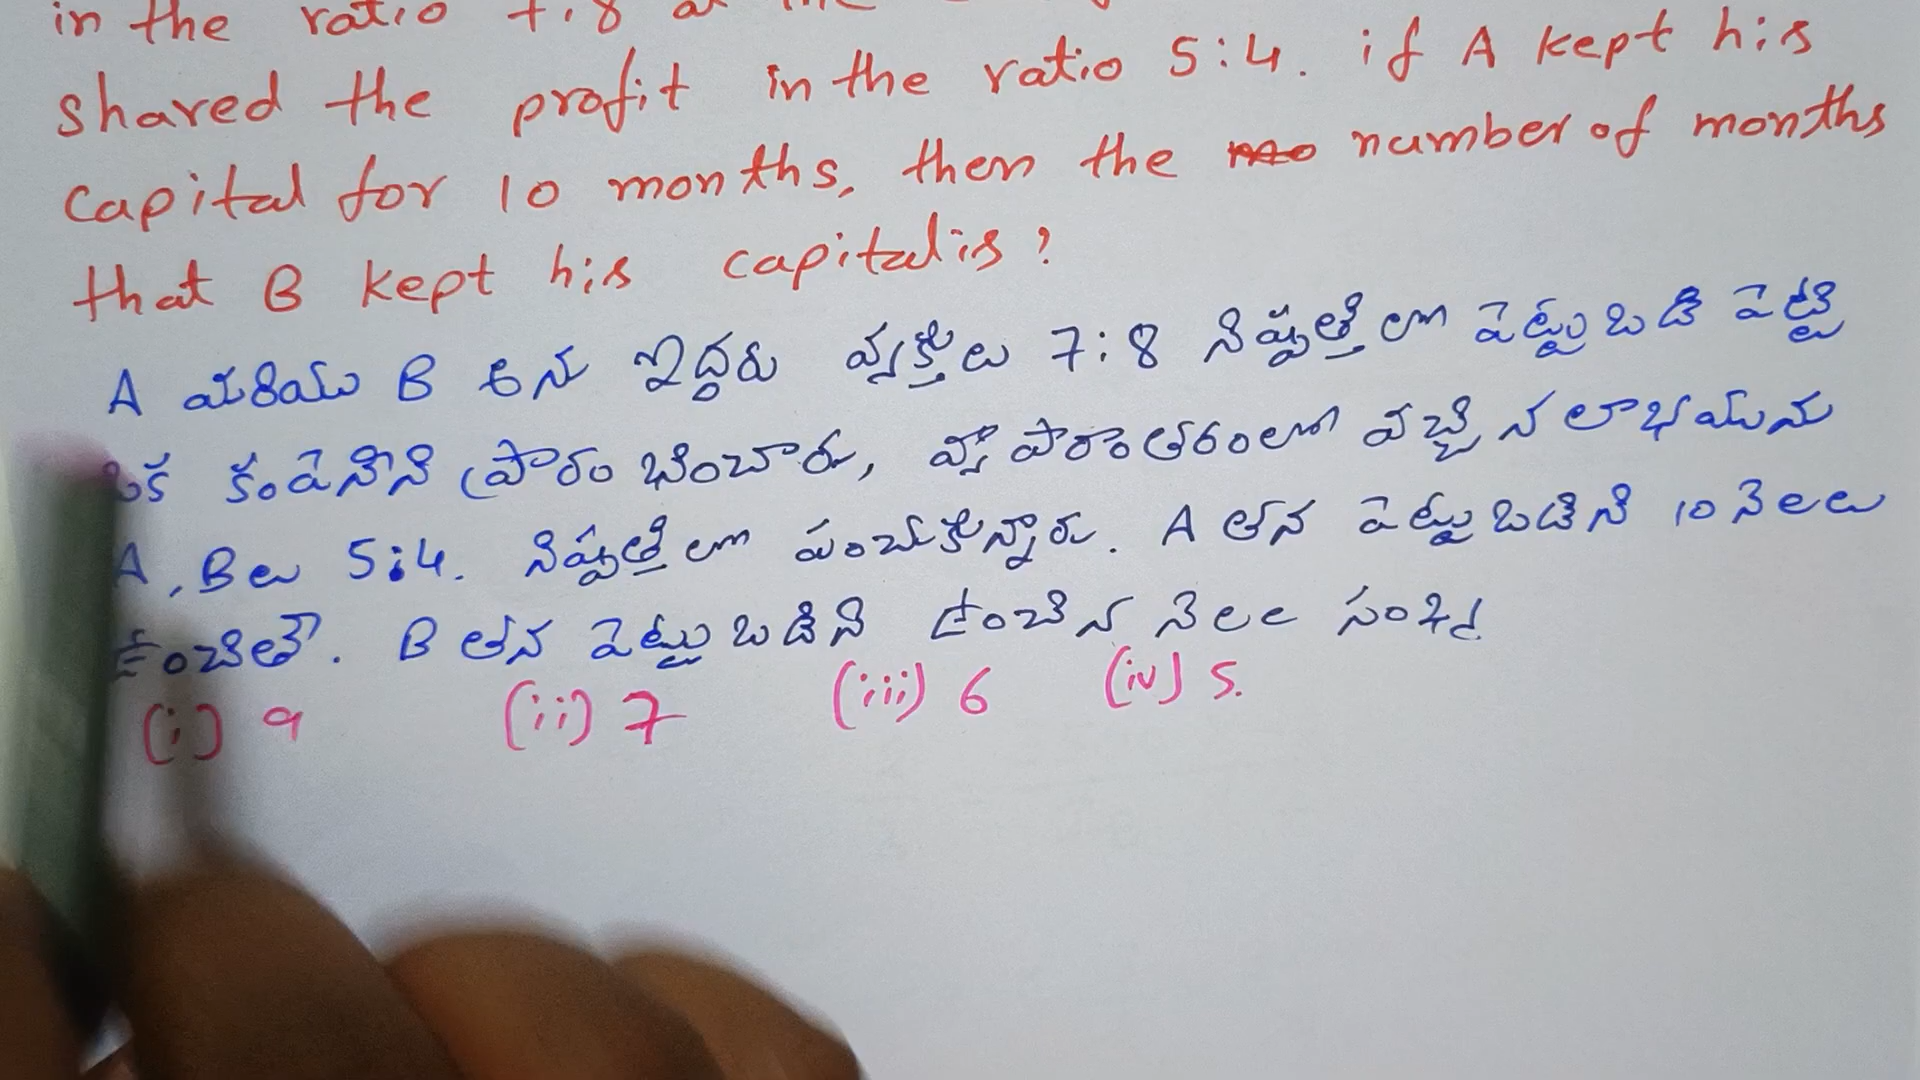 in the ratio 7:8 at the
shared the profit in the ratio 5:4. if A kept his
capital for 10 months, then the number of months
that B kept his capital is?
A మరియు B అను ఇద్దరు వ్యక్తులు 7:8 నిష్పత్తిలో పెట్టుబడి పెట్టి
ఒక కంపెనీని ప్రారంభించారు, వ్యాపారాంతరంలో వచ్చిన లాభమును
A, B లు 5:4. నిష్పత్తిలో పంచుకొన్నారు. A తన పెట్టుబడిని 10 నెలలు
ఉంచితే. B తన పెట్టుబడిని ఉంచిన నెలల సంఖ్య
(i) 9 (ii) 7 (iii) 6 (iv) 5.